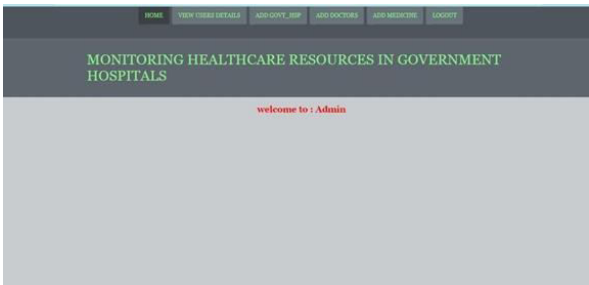 HOME VIEW USERS DETAILS ADD GOVT_HSP ADD DOCTORS ADD MEDICINE LOGOUT
MONITORING HEALTHCARE RESOURCES IN GOVERNMENT
HOSPITALS
welcome to : Admin